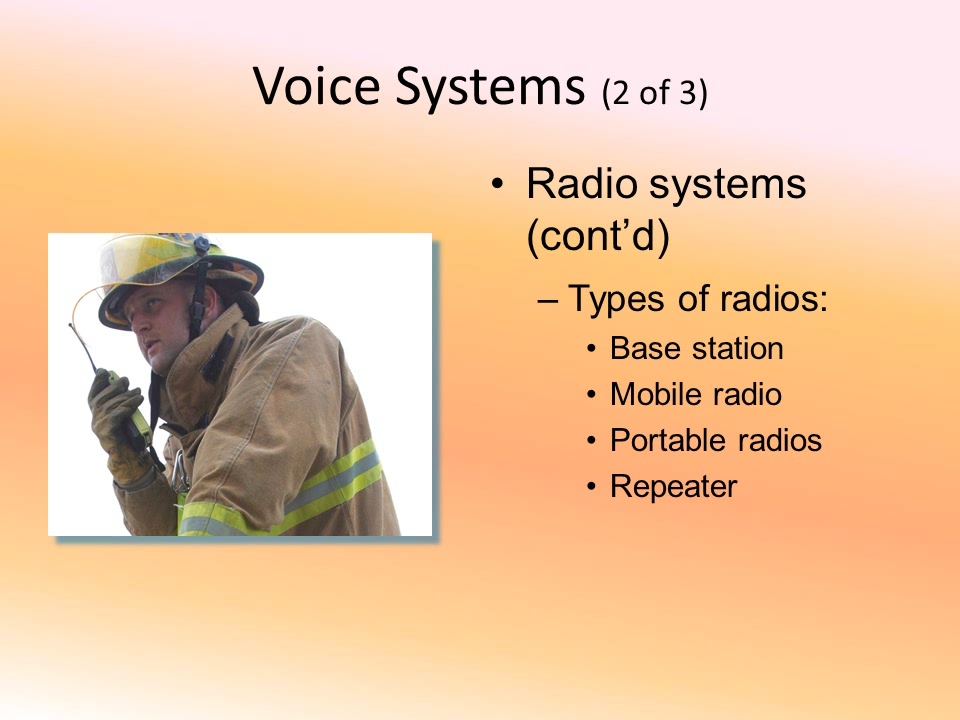 Voice Systems (2 of 3)
• Radio systems
(cont’d)
– Types of radios:
• Base station
• Mobile radio
• Portable radios
• Repeater